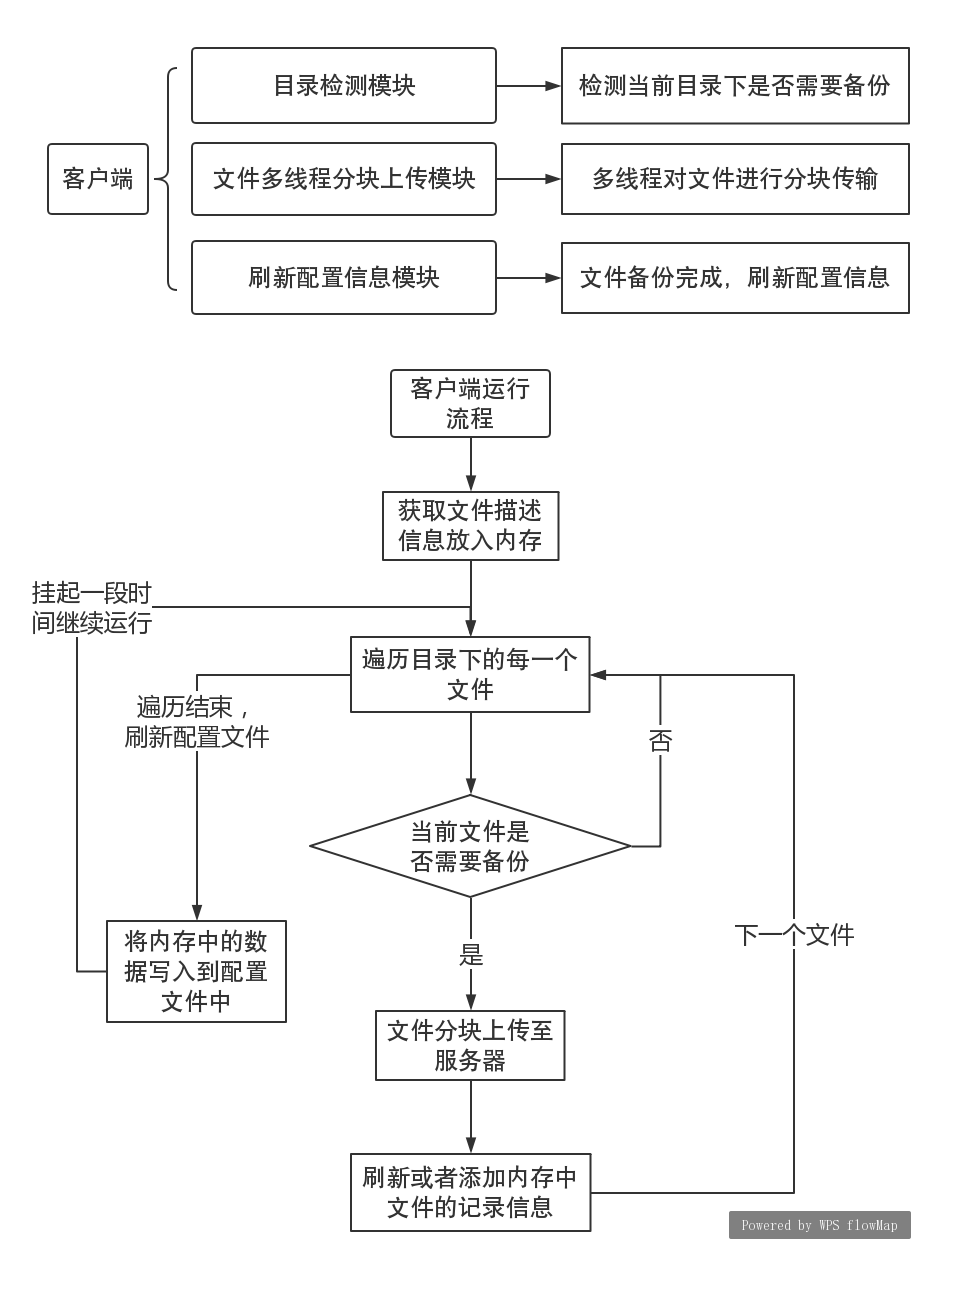 目录检测模块
检测当前目录下是否需要备份
客户端
文件多线程分块上传模块
多线程对文件进行分块传输
刷新配置信息模块
文件备份完成，刷新配置信息
客户端运行
流程
获取文件描述
信息放入内存
挂起一段时
间继续运行
遍历目录下的每一个
文件
遍历结束，
刷新配置文件
否
当前文件是
否需要备份
将内存中的数
据写入到配置
文件中
下一个文件
是
文件分块上传至
服务器
刷新或者添加内存中
文件的记录信息
Powered by WPS flowMap